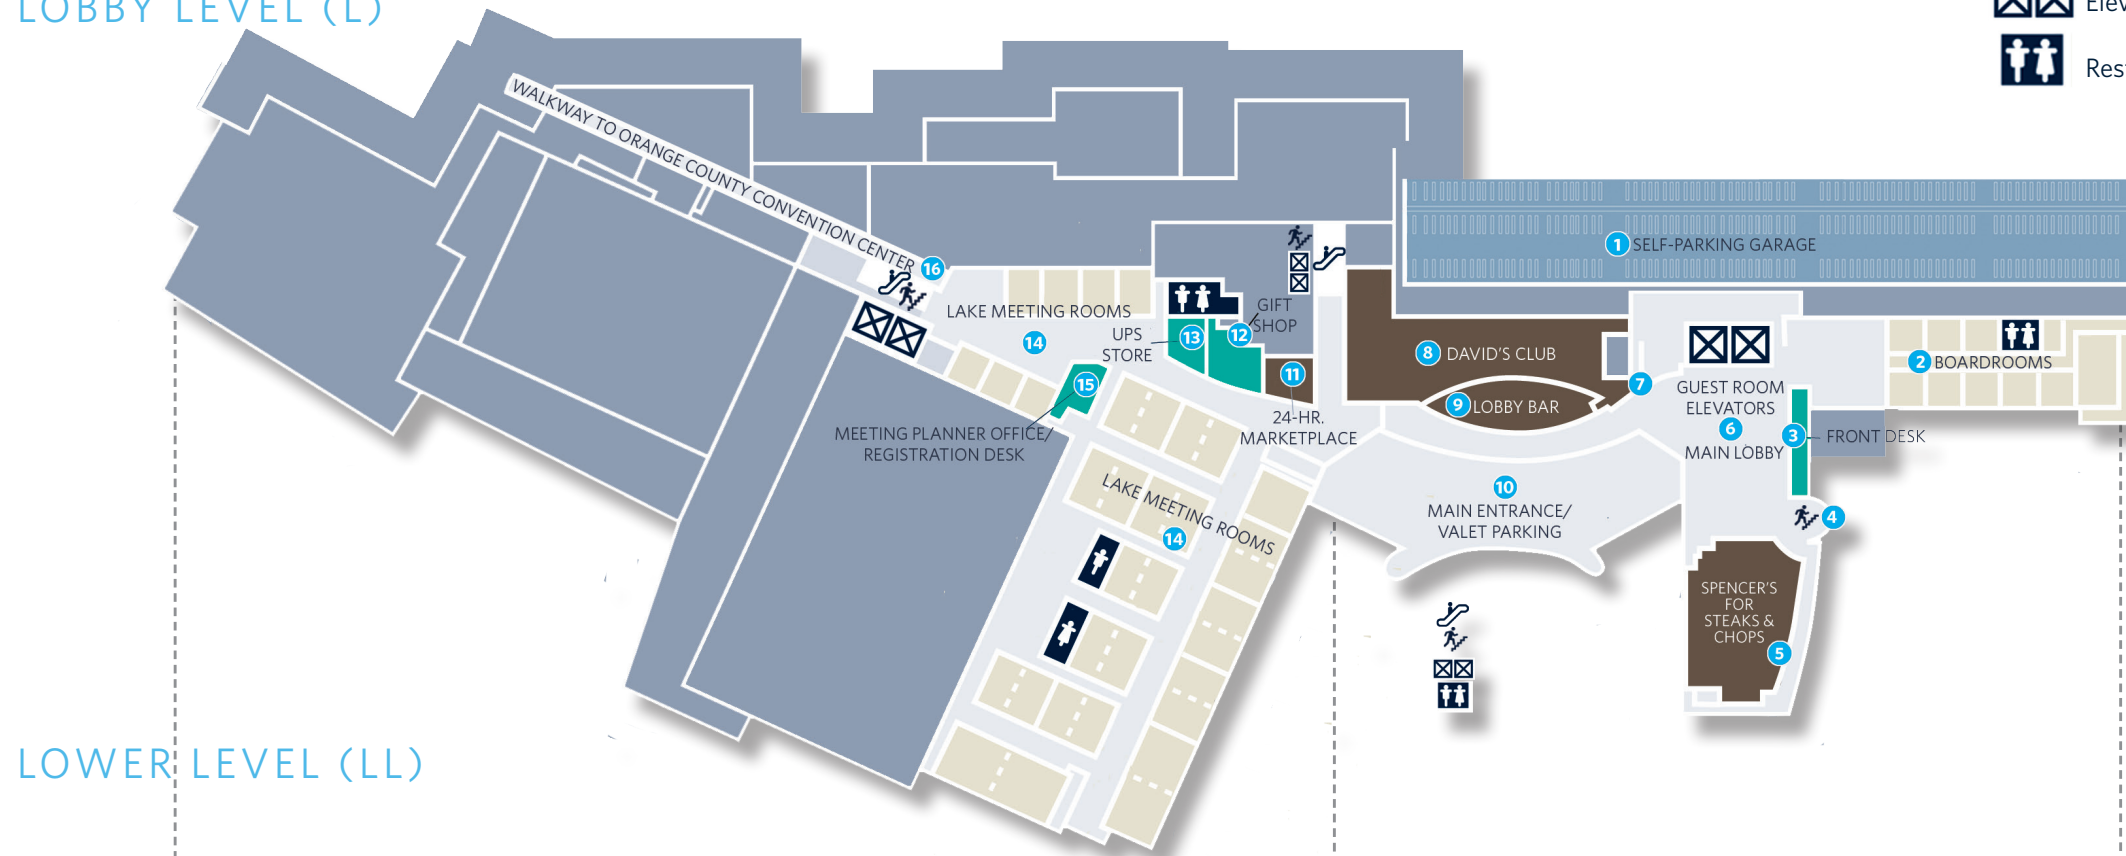 LOBBY LEVEL (L)
WALKWAY TO ORANGE COUNTY CONVENTION CENTER
16
LAKE MEETING ROOMS
14
UPS
STORE
13
12
GIFT
SHOP
11
24-HR.
MARKETPLACE
15
MEETING PLANNER OFFICE/
REGISTRATION DESK
LAKE MEETING ROOMS
14
1 SELF-PARKING GARAGE
8 DAVID'S CLUB
9 LOBBY BAR
7
GUEST ROOM
ELEVATORS
6
MAIN LOBBY
2 BOARDROOMS
3 FRONT DESK
4
10
MAIN ENTRANCE/
VALET PARKING
SPENCER'S
FOR
STEAKS &
CHOPS
5
LOWER LEVEL (LL)